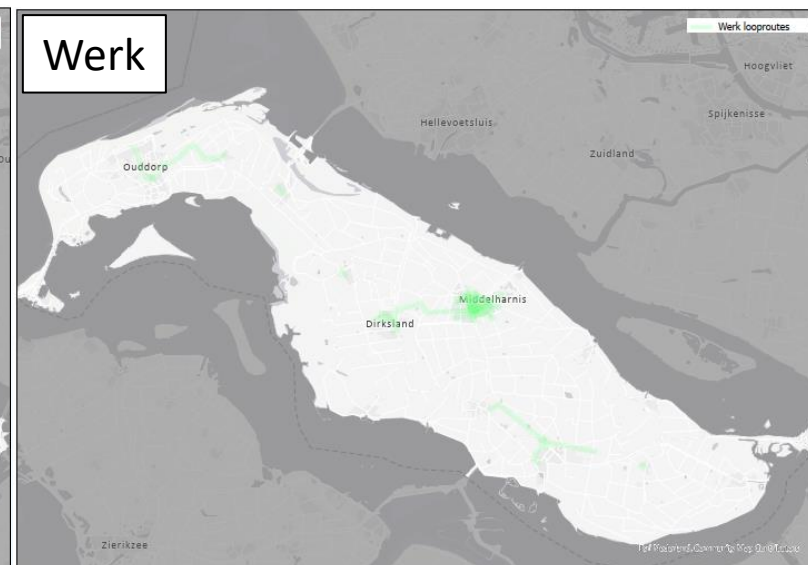 Werk
Werk looproutes
Hoogvliet
Spijkenisse
Hellevoetsluis
Zuidland
Ouddorp
Middelharnis
Dirksland
Zierikzee